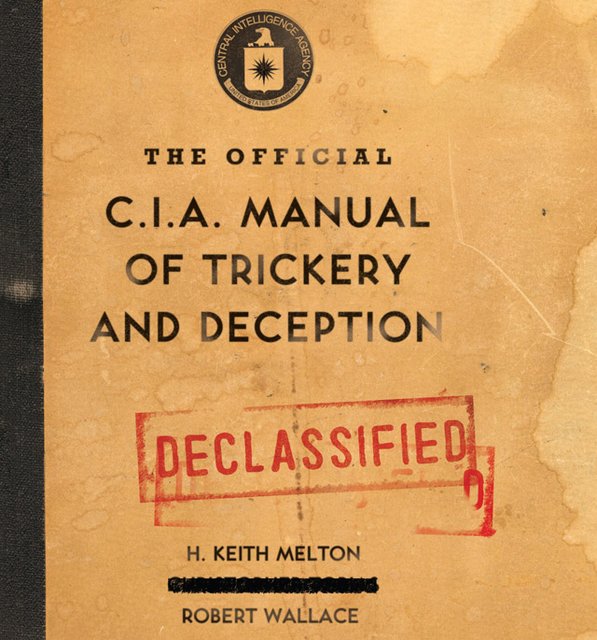 CENTRAL INTELLIGENCE AGENCY
UNITED STATES OF AMERICA
THE OFFICIAL
C.I.A. MANUAL
OF TRICKERY
AND DECEPTION
DECLASSIFIED
H. KEITH MELTON
ROBERT WALLACE